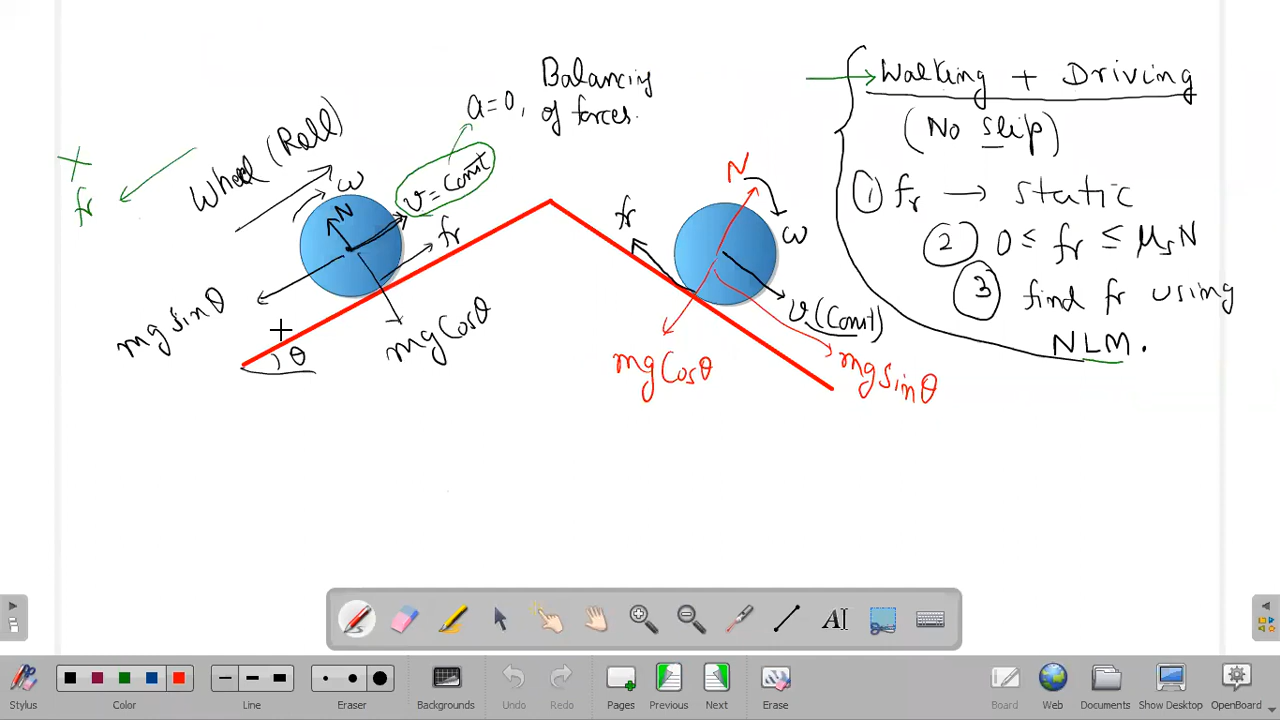 Walking + Driving
(No slip)
① fr → static
② 0 ≤ fr ≤ μsN
③ find fr using
NLM.
Balancing
a=0, of forces.
Wheel (Roll)
ω
v = Const
N
fr
× fr
mg sinθ
θ
mg Cosθ
N
ω
fr
v (Const)
mg Cosθ
mg sinθ
Stylus
Color
Line
Eraser
Backgrounds
Undo
Redo
Pages
Previous
Next
Erase
Board
Web
Documents
Show Desktop
OpenBoard